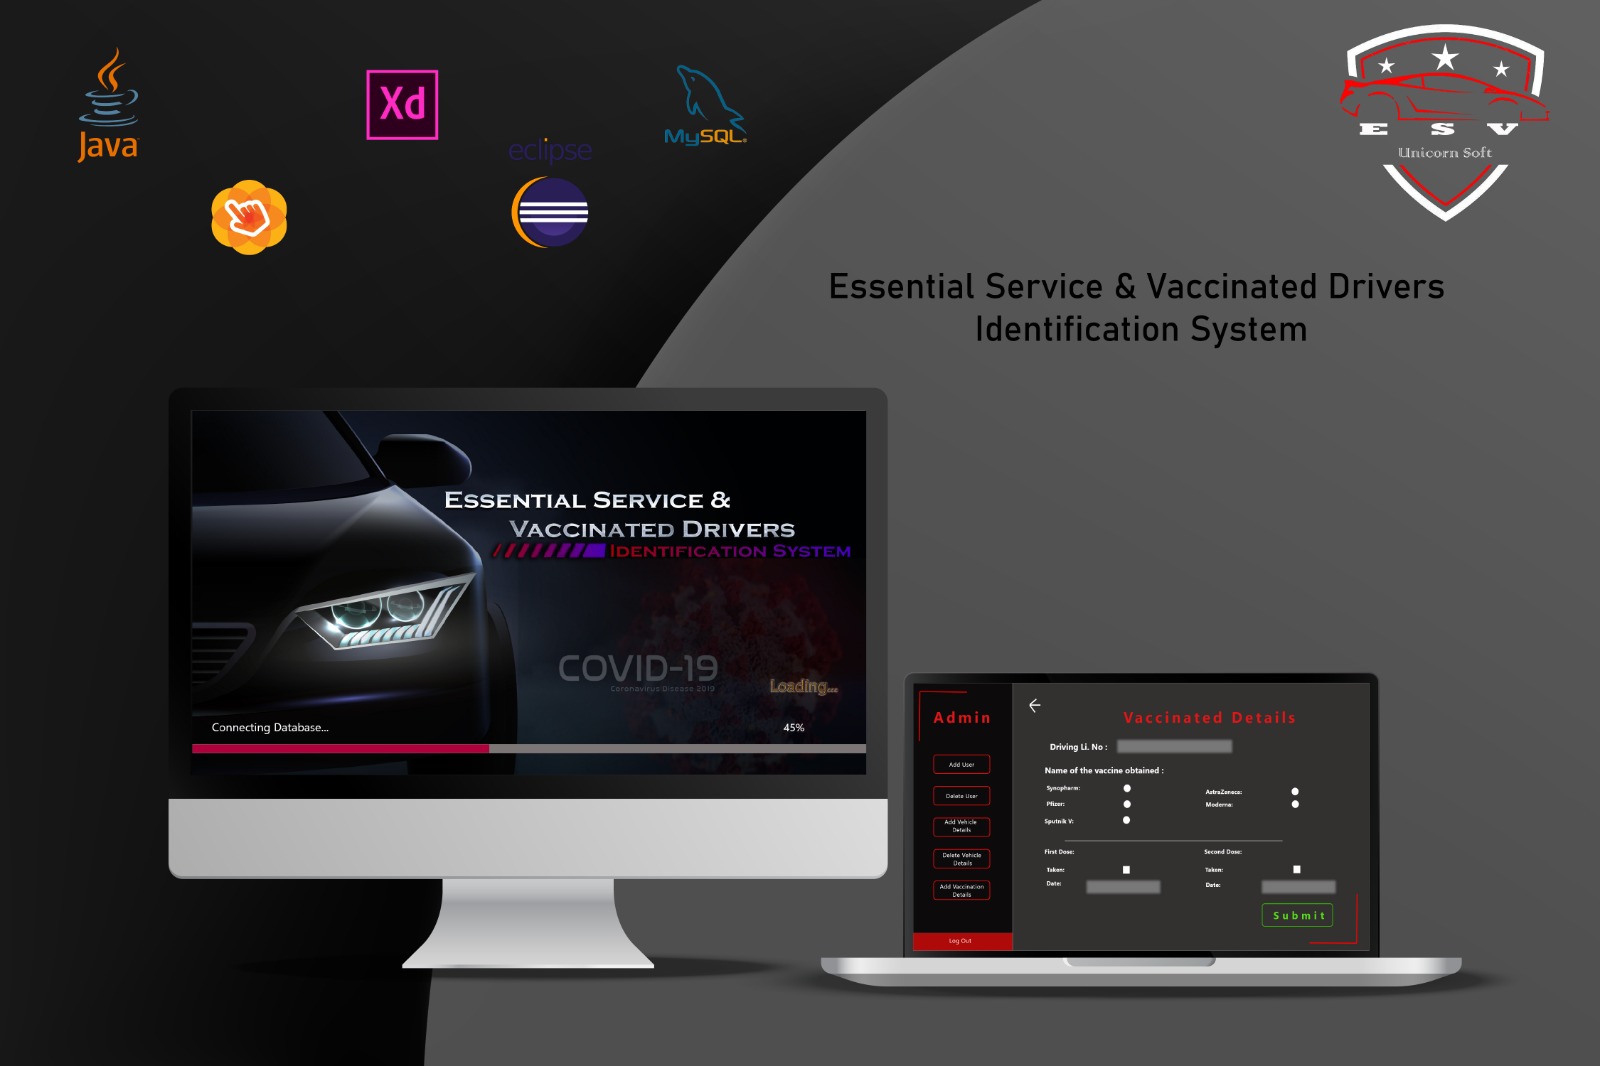 Java
Xd
eclipse
MySQL®
E S V
Unicorn Soft
Essential Service & Vaccinated Drivers
Identification System
Essential Service &
Vaccinated Drivers
Identification System
COVID-19
Coronavirus Disease 2019
Loading...
Connecting Database...
45%
Admin
Add User
Delete User
Add Vehicle
Details
Delete Vehicle
Details
Add Vaccination
Details
Log Out
Vaccinated Details
Driving Li. No :
Name of the vaccine obtained :
Syncpharm:
AstraZoneca:
Pfizer:
Moderna:
Sputnik V:
First Dose:
Second Dose:
Taken:
Taken:
Date:
Date:
Submit